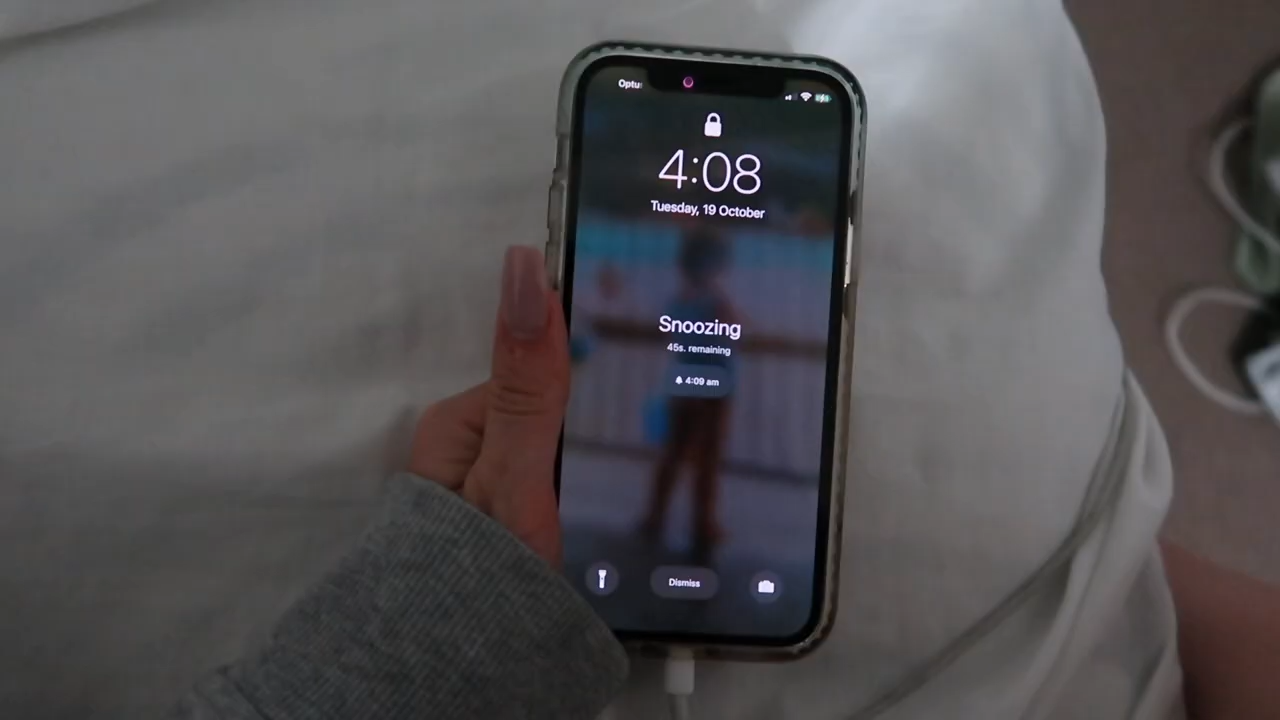 Optus
4:08
Tuesday, 19 October
Snoozing
45s. remaining
4:09 am
Dismiss